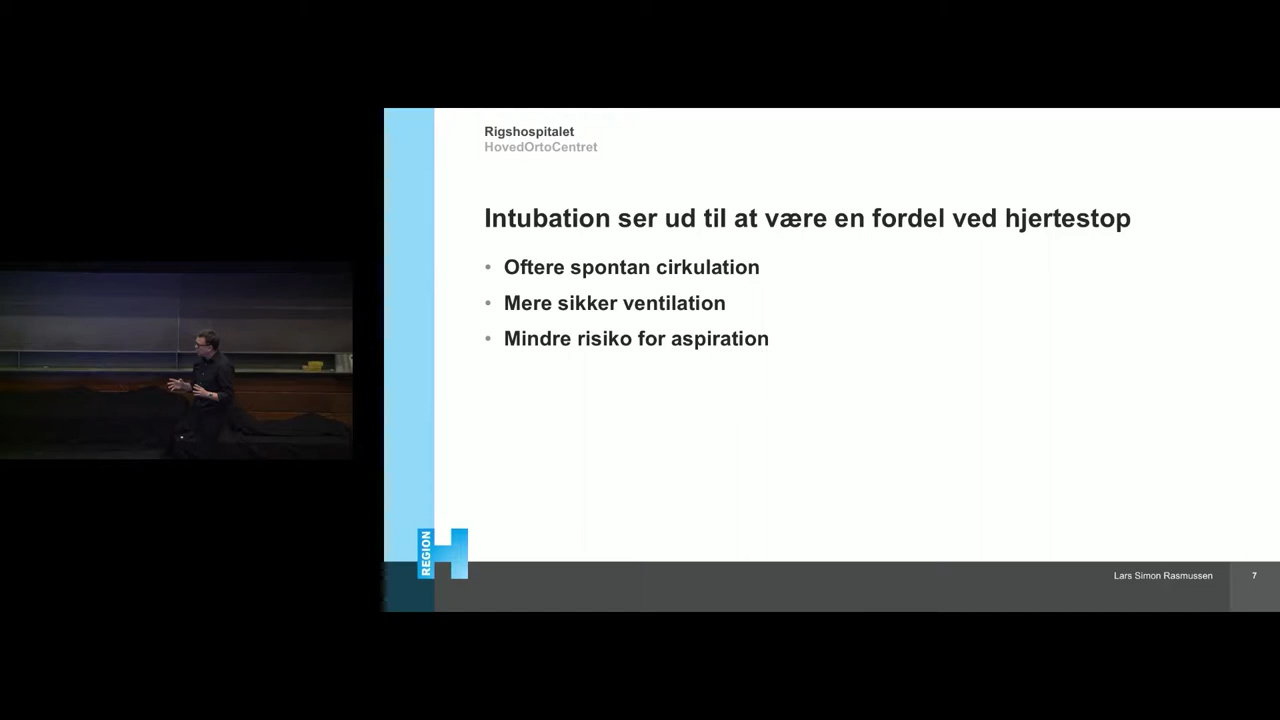 Rigshospitalet
HovedOrtoCentret
Intubation ser ud til at være en fordel ved hjertestop
• Oftere spontan cirkulation
• Mere sikker ventilation
• Mindre risiko for aspiration
REGION
Lars Simon Rasmussen 7